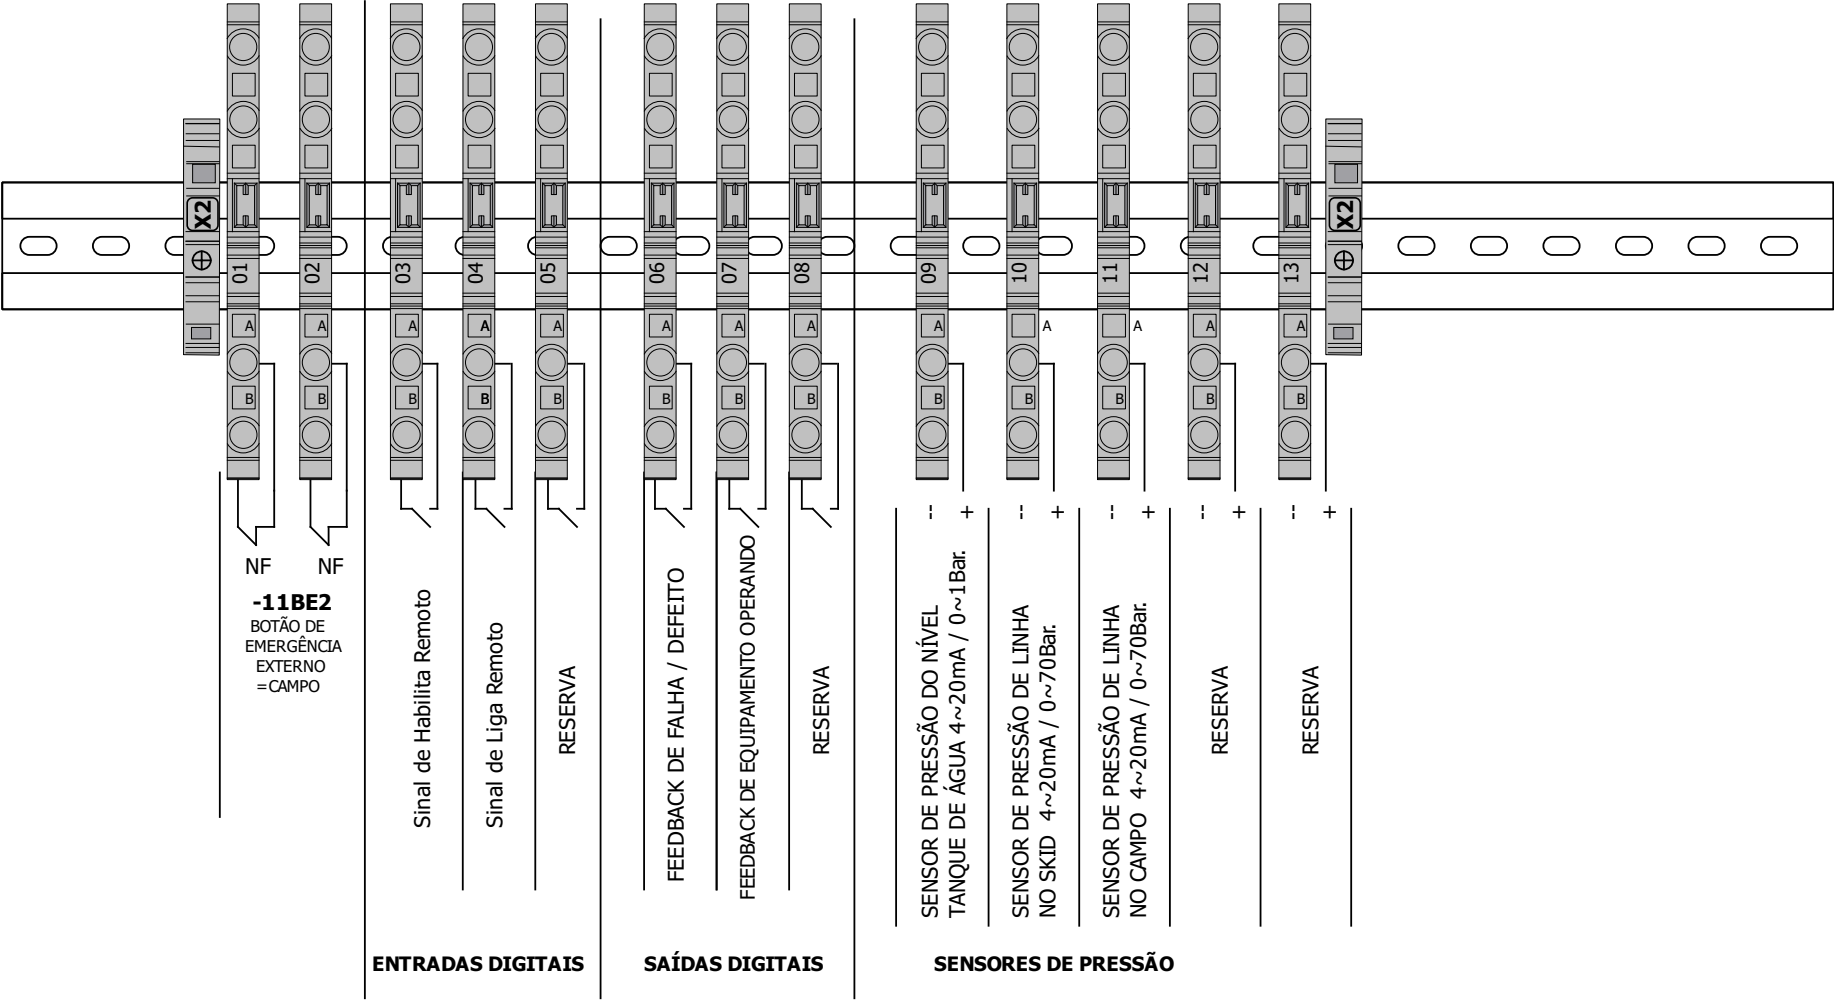 X2
01
02
03
04
05
06
07
08
09
10
11
12
13
X2
A
A
A
A
A
A
A
A
A
A
A
A
A
B
B
B
B
B
B
B
B
B
B
B
B
B
-- +
-- +
-- +
-- +
-- +
NF
NF
-11BE2
BOTÃO DE
EMERGÊNCIA
EXTERNO
=CAMPO
Sinal de Habilita Remoto
Sinal de Liga Remoto
RESERVA
FEEDBACK DE FALHA / DEFEITO
FEEDBACK DE EQUIPAMENTO OPERANDO
RESERVA
SENSOR DE PRESSÃO DO NÍVEL
TANQUE DE ÁGUA 4~20mA / 0~1Bar.
SENSOR DE PRESSÃO DE LINHA
NO SKID 4~20mA / 0~70Bar.
SENSOR DE PRESSÃO DE LINHA
NO CAMPO 4~20mA / 0~70Bar.
RESERVA
RESERVA
ENTRADAS DIGITAIS
SAÍDAS DIGITAIS
SENSORES DE PRESSÃO